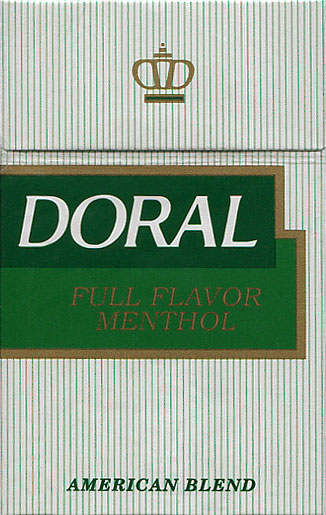 DORAL
FULL FLAVOR
MENTHOL
AMERICAN BLEND